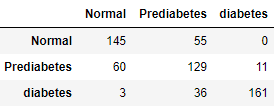 Normal Prediabetes diabetes
Normal 145 55 0
Prediabetes 60 129 11
diabetes 3 36 161